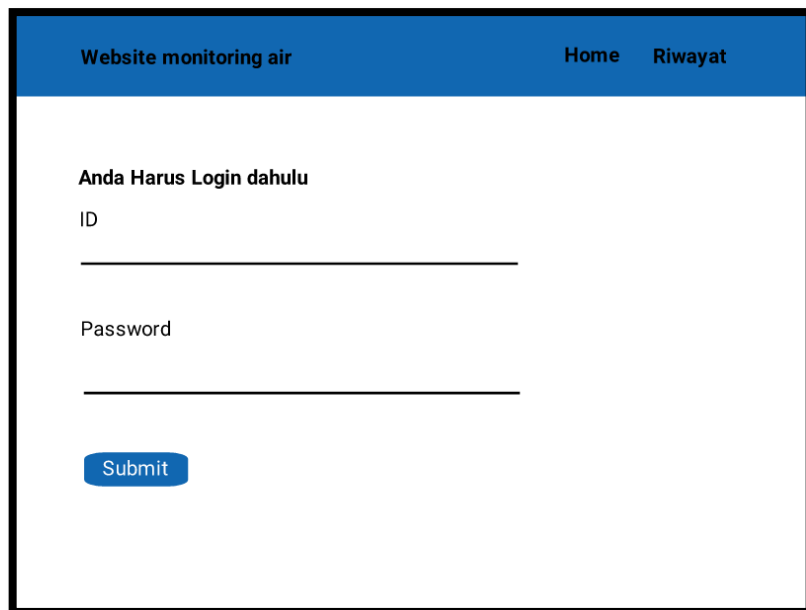 Website monitoring air
Home Riwayat
Anda Harus Login dahulu
ID
Password
Submit